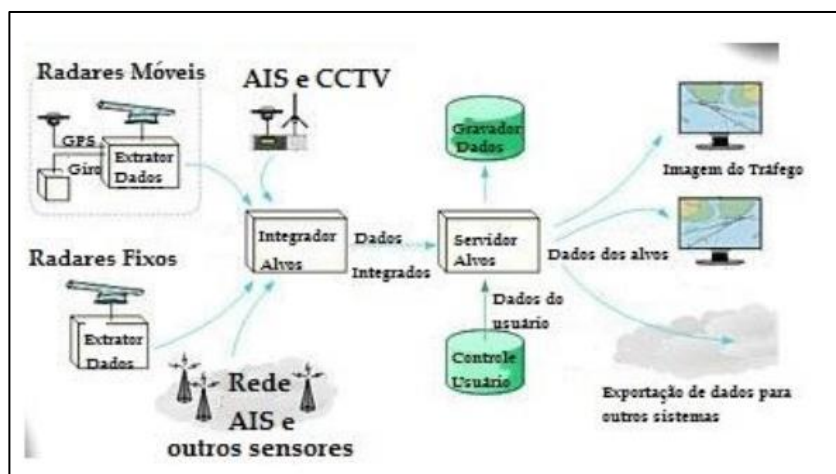 Radares Móveis
GPS
Giro
Extrator
Dados
AIS e CCTV
Radares Fixos
Extrator
Dados
Rede
AIS e
outros sensores
Integrador
Alvos
Dados
Integrados
Gravador
Dados
Servidor
Alvos
Dados do
usuário
Controle
Usuário
Imagem do Tráfego
Dados dos alvos
Exportação de dados para
outros sistemas